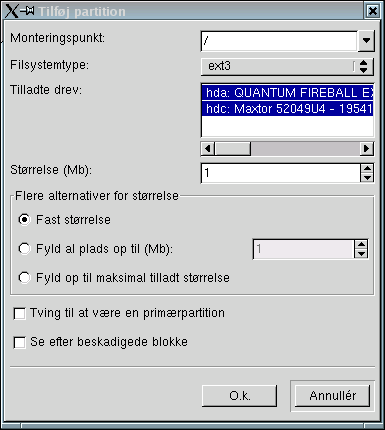 Tilføj partition
Monteringspunkt: /
Filsystemtype: ext3
Tilladte drev: hda: QUANTUM FIREBALL EX
hdc: Maxtor 52049U4 - 19541
Størrelse (Mb): 1
Flere alternativer for størrelse
Fast størrelse
Fyld al plads op til (Mb): 1
Fyld op til maksimal tilladt størrelse
Tving til at være en primærpartition
Se efter beskadigede blokke
O.k. Annullér